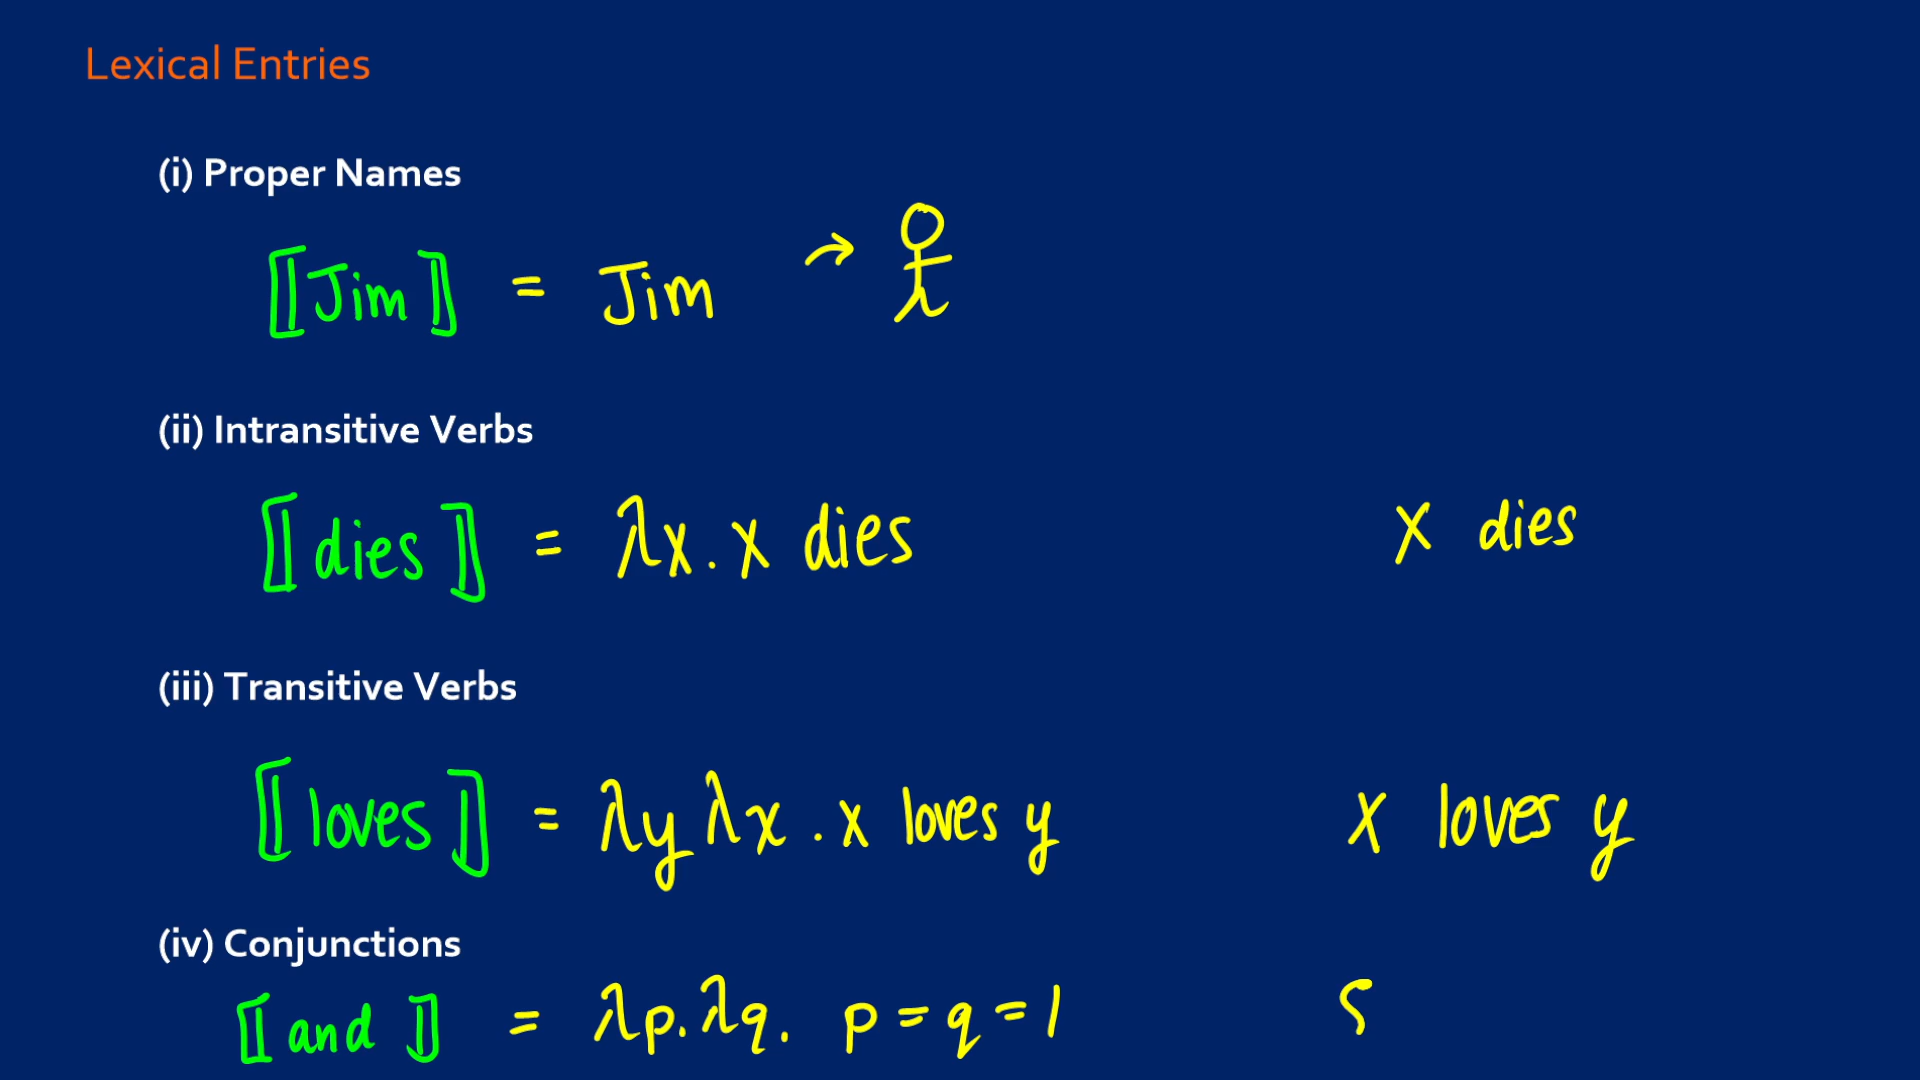 Lexical Entries
(i) Proper Names
⟦Jim⟧ = Jim →
(ii) Intransitive Verbs
⟦dies⟧ = λx. x dies x dies
(iii) Transitive Verbs
⟦loves⟧ = λy λx . x loves y x loves y
(iv) Conjunctions
⟦and⟧ = λp. λq. p = q = 1 S